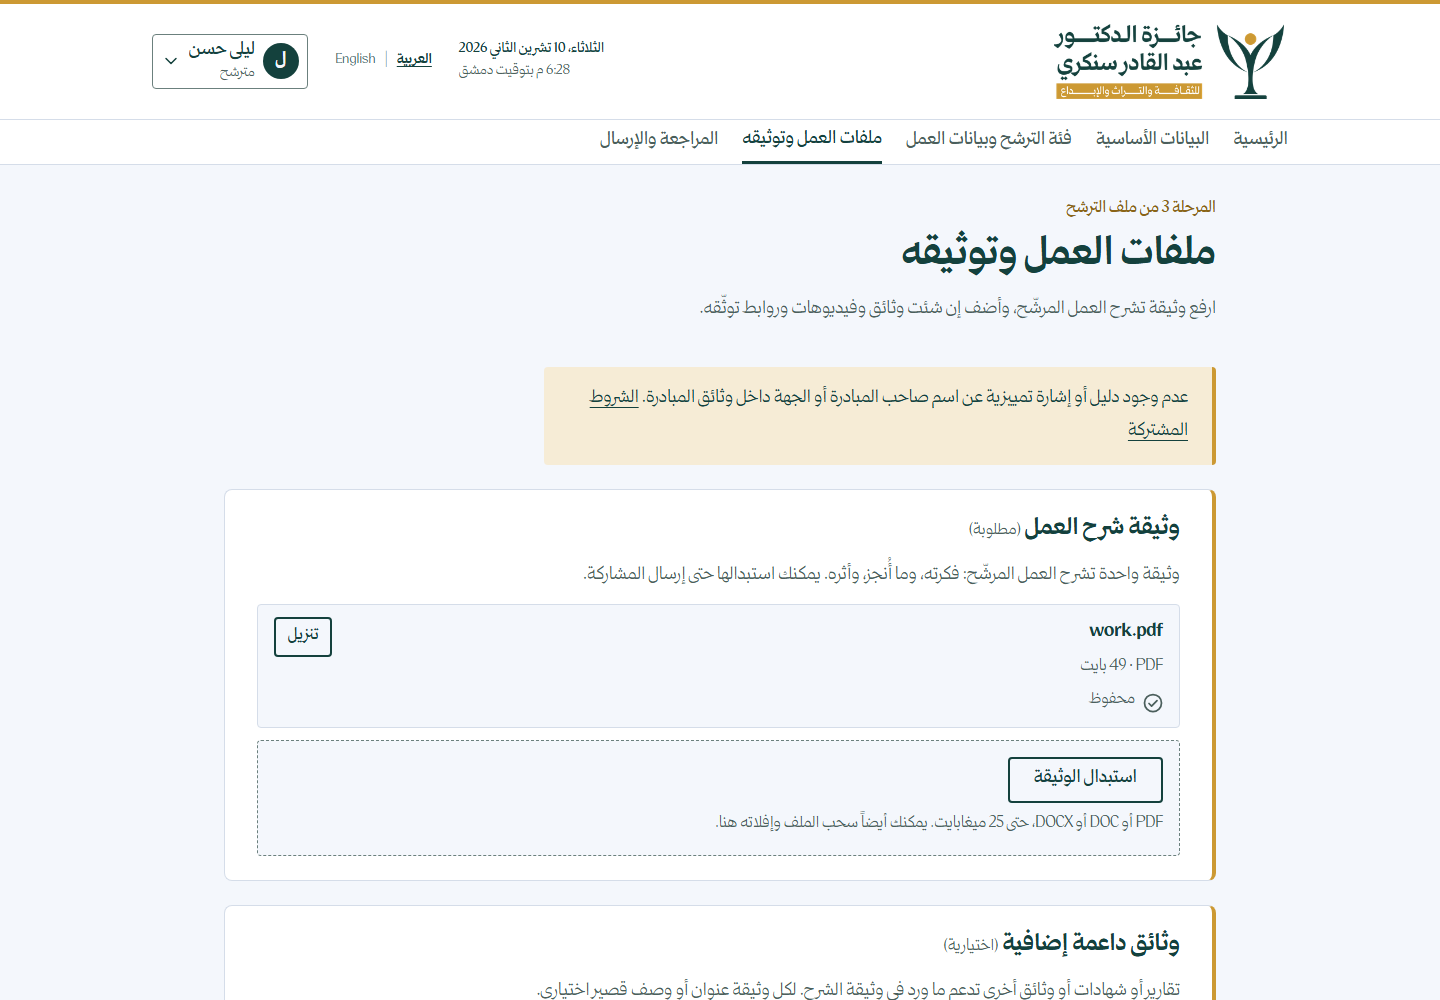 جائزة الدكتور
عبد القادر سنكري
للثقافة والتراث والإبداع
الثلاثاء، 10 تشرين الثاني 2026
6:28 م بتوقيت دمشق
العربية | English
ل
ليلى حسن
مترشح
الرئيسية
البيانات الأساسية
فئة الترشح وبيانات العمل
ملفات العمل وتوثيقه
المراجعة والإرسال
المرحلة 3 من ملف الترشح
ملفات العمل وتوثيقه
ارفع وثيقة تشرح العمل المرشّح، وأضف إن شئت وثائق وفيديوهات وروابط توثّقه.
عدم وجود دليل أو إشارة تمييزية عن اسم صاحب المبادرة أو الجهة داخل وثائق المبادرة. الشروط
المشتركة
وثيقة شرح العمل (مطلوبة)
وثيقة واحدة تشرح العمل المرشّح: فكرته، وما أُنجز، وأثره. يمكنك استبدالها حتى إرسال المشاركة.
work.pdf
تنزيل
PDF · 49 بايت
محفوظ
استبدال الوثيقة
PDF أو DOC أو DOCX، حتى 25 ميغابايت. يمكنك أيضاً سحب الملف وإفلاته هنا.
وثائق داعمة إضافية (اختيارية)
تقارير أو شهادات أو وثائق أخرى تدعم ما ورد في وثيقة الشرح. لكل وثيقة عنوان أو وصف قصير اختياري.